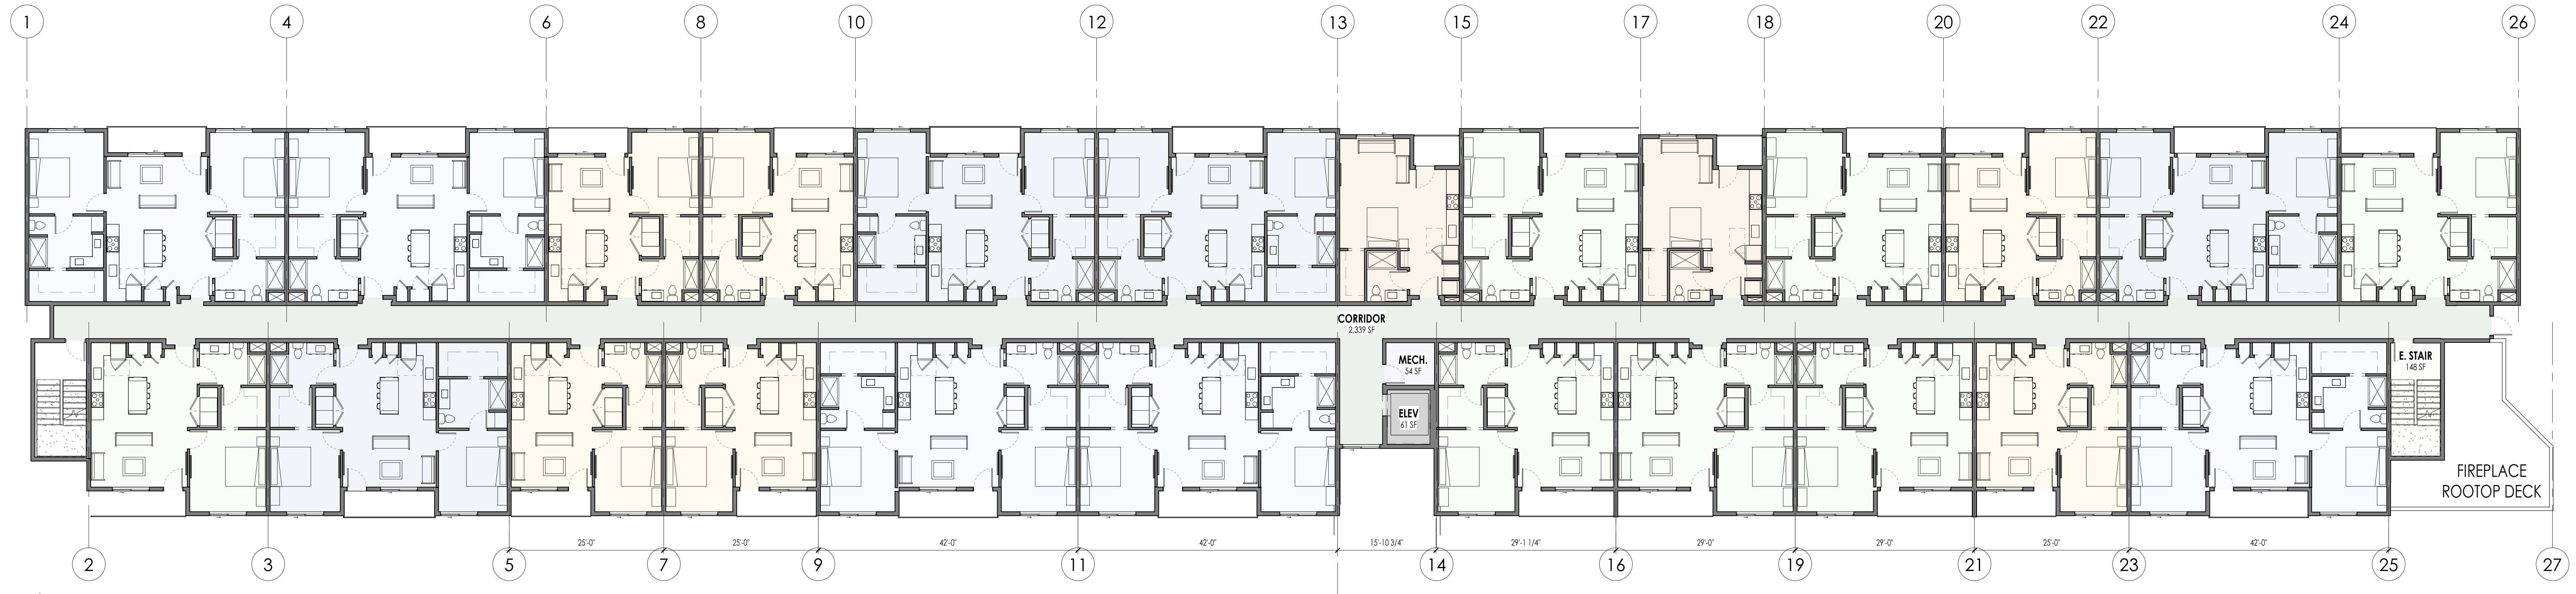 1 4 6 8 10 12 13 15 17 18 20 22 24 26
CORRIDOR
2,339 SF
MECH.
54 SF
ELEV
61 SF
E. STAIR
148 SF
FIREPLACE
ROOTOP DECK
25'-0" 25'-0" 42'-0" 42'-0" 15'-10 3/4" 29'-1 1/4" 29'-0" 29'-0" 25'-0" 42'-0"
2 3 5 7 9 11 14 16 19 21 23 25 27